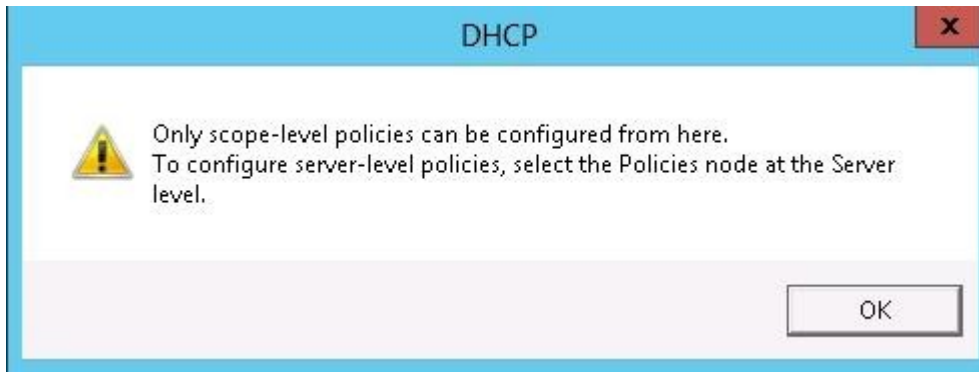 DHCP
x
Only scope-level policies can be configured from here.
To configure server-level policies, select the Policies node at the Server
level.
OK